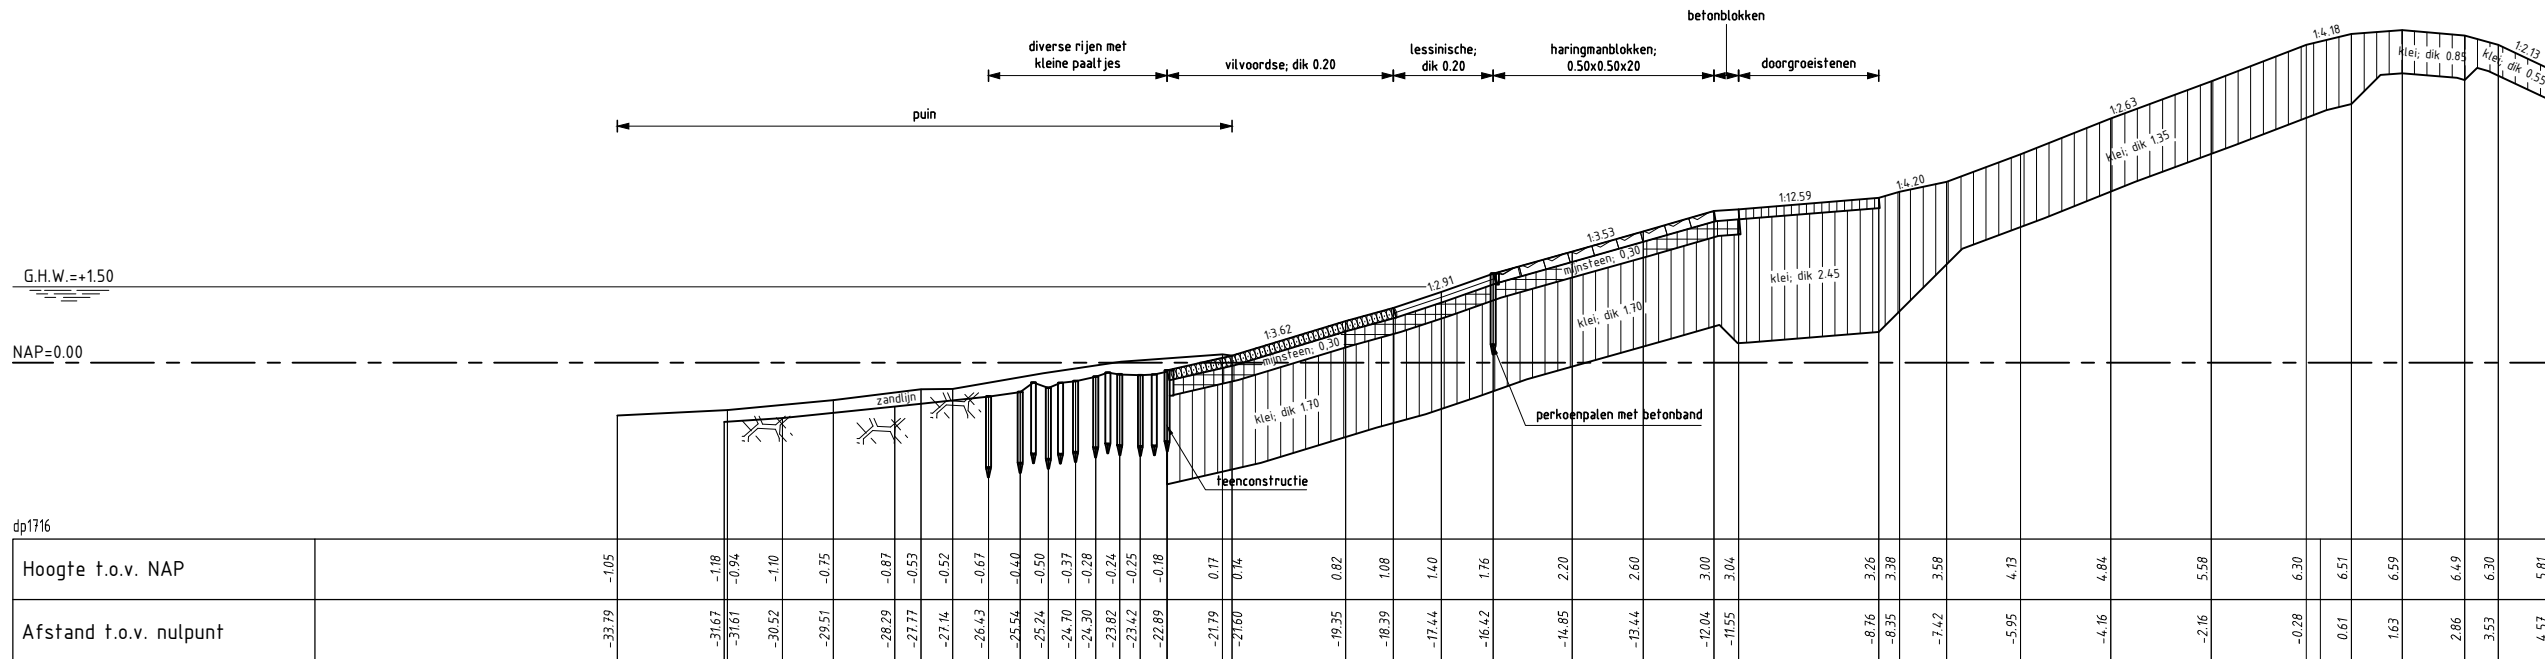 betonblokken
diverse rijen met
kleine paaltjes
vilvoordse; dik 0.20
lessinische;
dik 0.20
haringmanblokken;
0.50x0.50x20
doorgroeistenen
puin
1:4.18
1:2.13
klei; dik 0.85
klei; dik 0.55
1:2.63
klei; dik 1.35
1:4.20
1:12.59
1:3.53
mijnsteen; 0,30
klei; dik 2.45
G.H.W.=+1.50
1:2.91
klei; dik 1.70
1:3.62
mijnsteen; 0,30
NAP=0.00
zandlijn
klei; dik 1.70
perkoenpalen met betonband
teenconstructie
dp1716
Hoogte t.o.v. NAP -1.05 -1.18 -0.94 -1.10 -0.75 -0.87 -0.53 -0.52 -0.67 -0.40 -0.50 -0.37 -0.28 -0.24 -0.25 -0.18 0.17 0.14 0.82 1.08 1.40 1.76 2.20 2.60 3.00 3.04 3.26 3.38 3.58 4.13 4.84 5.58 6.30 6.51 6.59 6.49 6.30 5.81
Afstand t.o.v. nulpunt -33.79 -31.67 -31.61 -30.52 -29.51 -28.29 -27.77 -27.14 -26.43 -25.54 -25.24 -24.70 -24.30 -23.82 -23.42 -22.89 -21.79 -21.60 -19.35 -18.39 -17.44 -16.42 -14.85 -13.44 -12.04 -11.55 -8.76 -8.35 -7.42 -5.95 -4.16 -2.16 -0.28 0.61 1.63 2.86 3.53 4.57